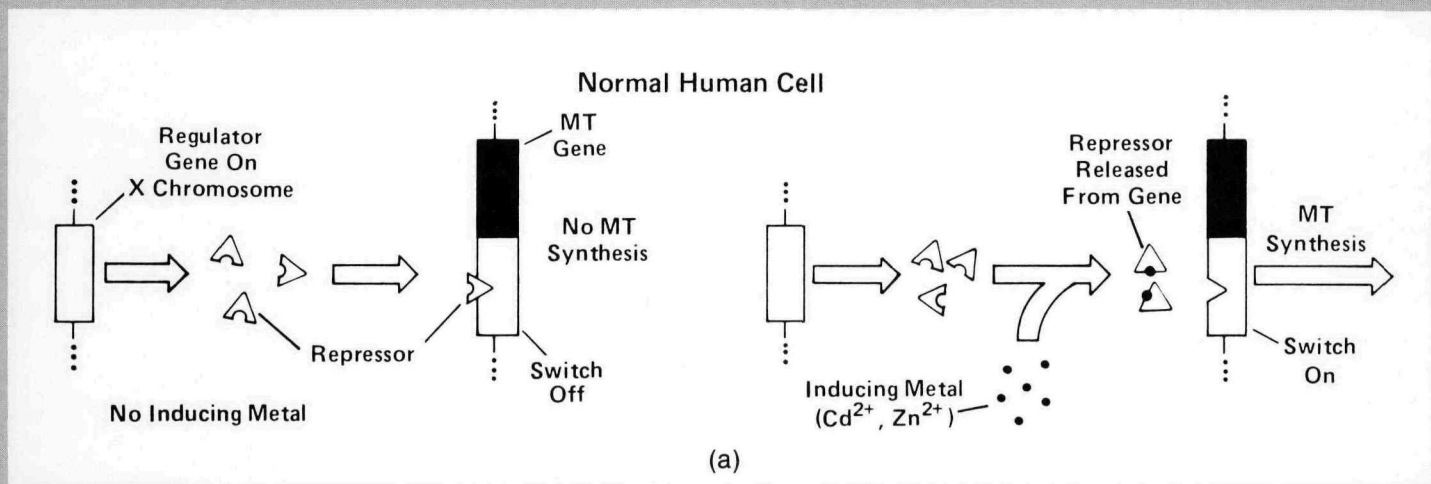 Normal Human Cell
Regulator
Gene On
X Chromosome
MT
Gene
No MT
Synthesis
Repressor
Switch
Off
No Inducing Metal
Repressor
Released
From Gene
MT
Synthesis
Switch
On
Inducing Metal
(Cd2+, Zn2+)
(a)